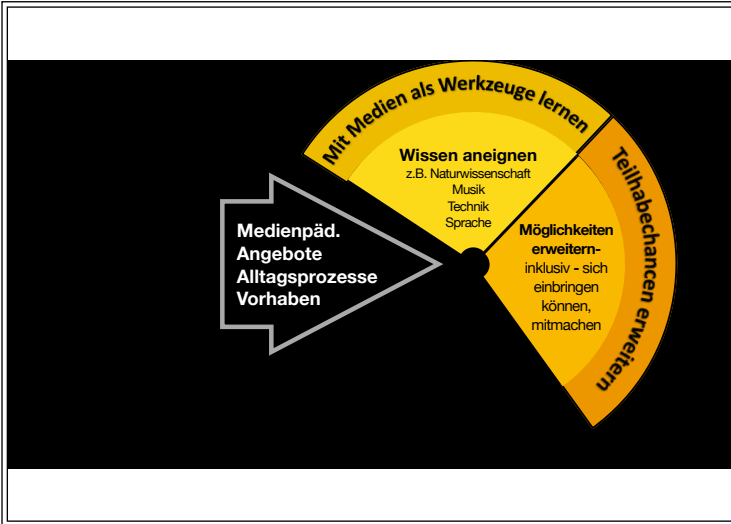 Mit Medien als Werkzeuge lernen
Wissen aneignen
z.B. Naturwissenschaft
Musik
Technik
Sprache
Teilhabechancen erweitern
Möglichkeiten
erweitern-
inklusiv - sich
einbringen
können,
mitmachen
Medienpäd.
Angebote
Alltagsprozesse
Vorhaben